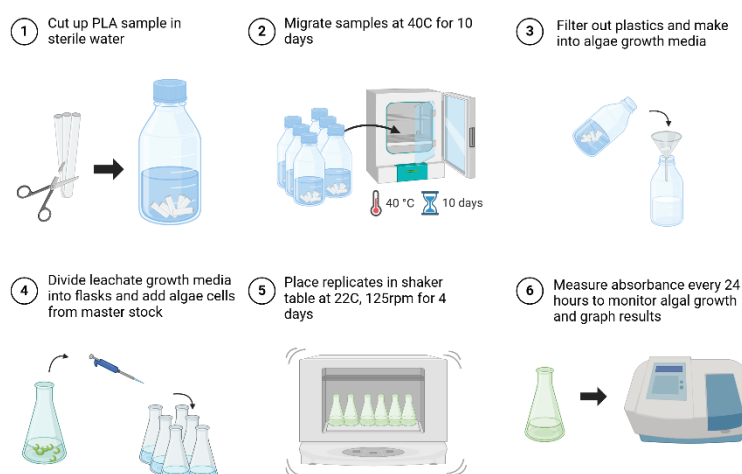 1
Cut up PLA sample in
sterile water
2
Migrate samples at 40C for 10
days
40 °C
10 days
3
Filter out plastics and make
into algae growth media
4
Divide leachate growth media
into flasks and add algae cells
from master stock
5
Place replicates in shaker
table at 22C, 125rpm for 4
days
6
Measure absorbance every 24
hours to monitor algal growth
and graph results